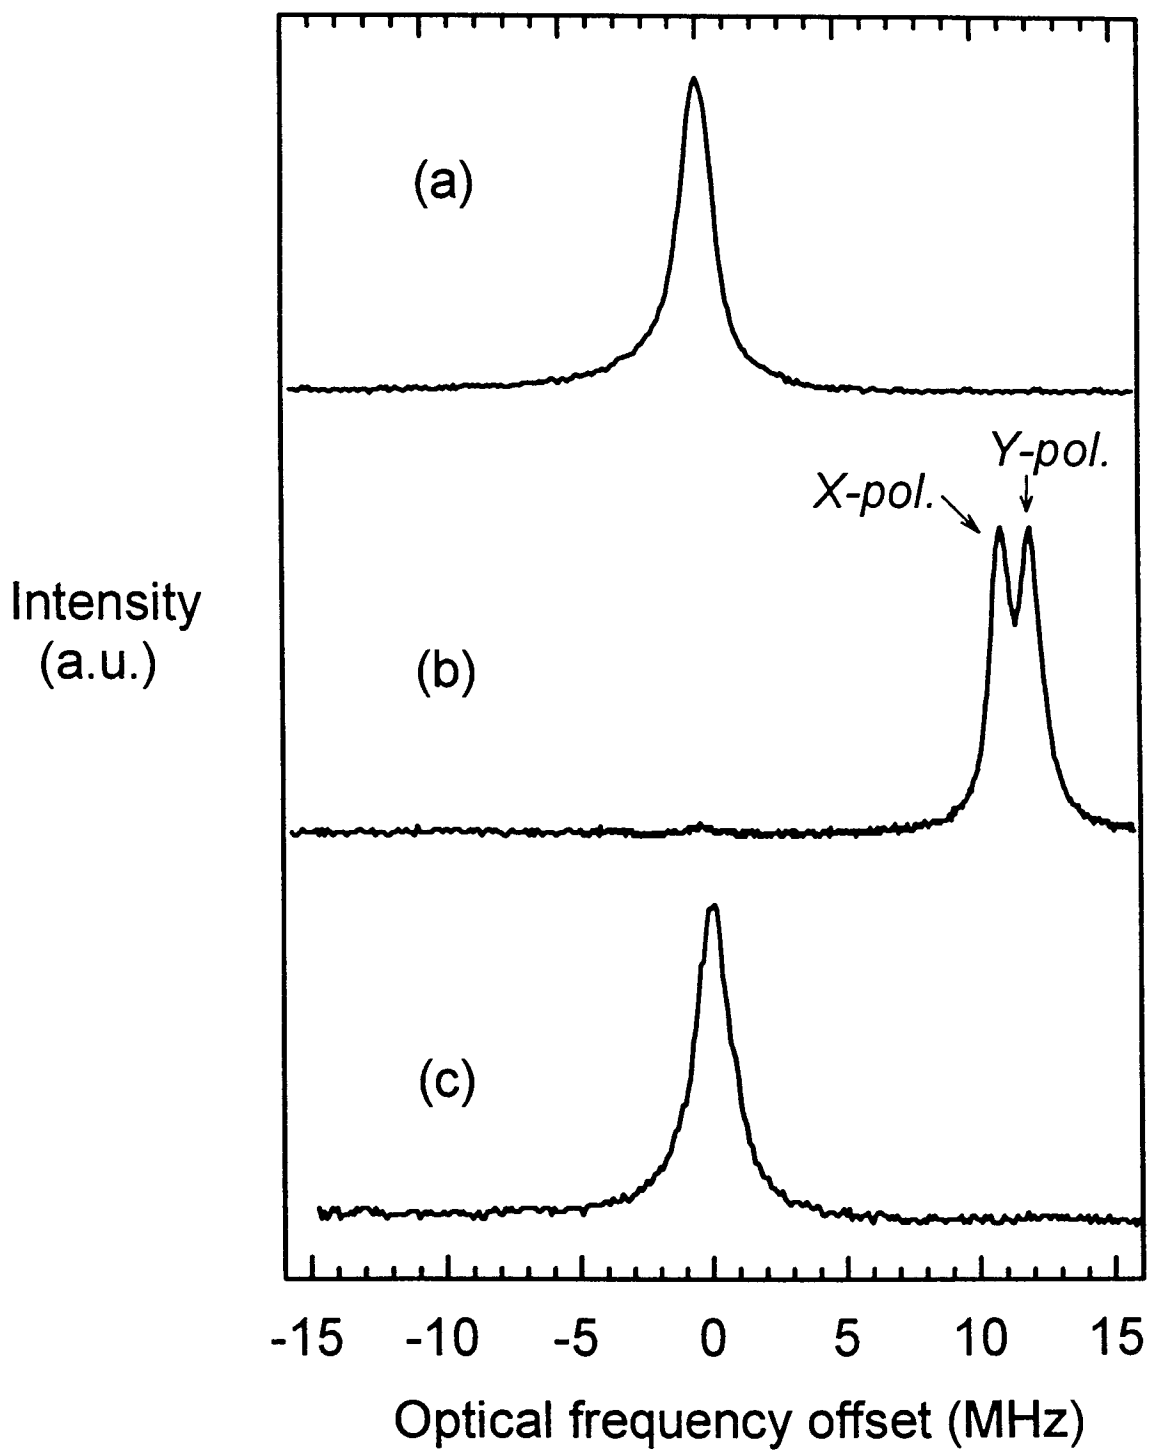 (a)
Y-pol.
X-pol.
Intensity
(a.u.)
(b)
(c)
-15 -10 -5 0 5 10 15
Optical frequency offset (MHz)